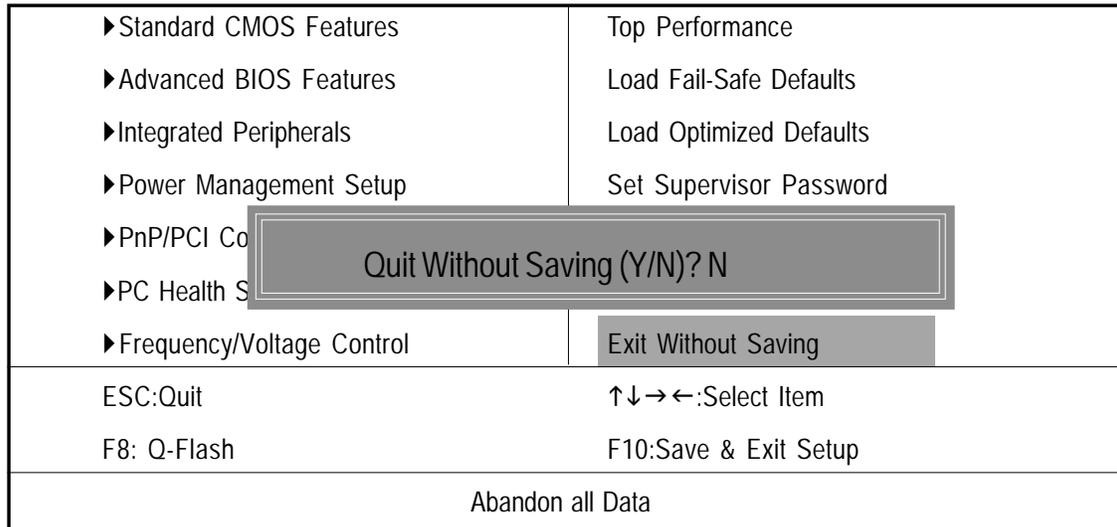 ▶Standard CMOS Features
Top Performance
▶Advanced BIOS Features
Load Fail-Safe Defaults
▶Integrated Peripherals
Load Optimized Defaults
▶Power Management Setup
Set Supervisor Password
▶PnP/PCI Co
Quit Without Saving (Y/N)? N
▶PC Health S
▶Frequency/Voltage Control
Exit Without Saving
ESC:Quit
↑↓→←:Select Item
F8: Q-Flash
F10:Save & Exit Setup
Abandon all Data